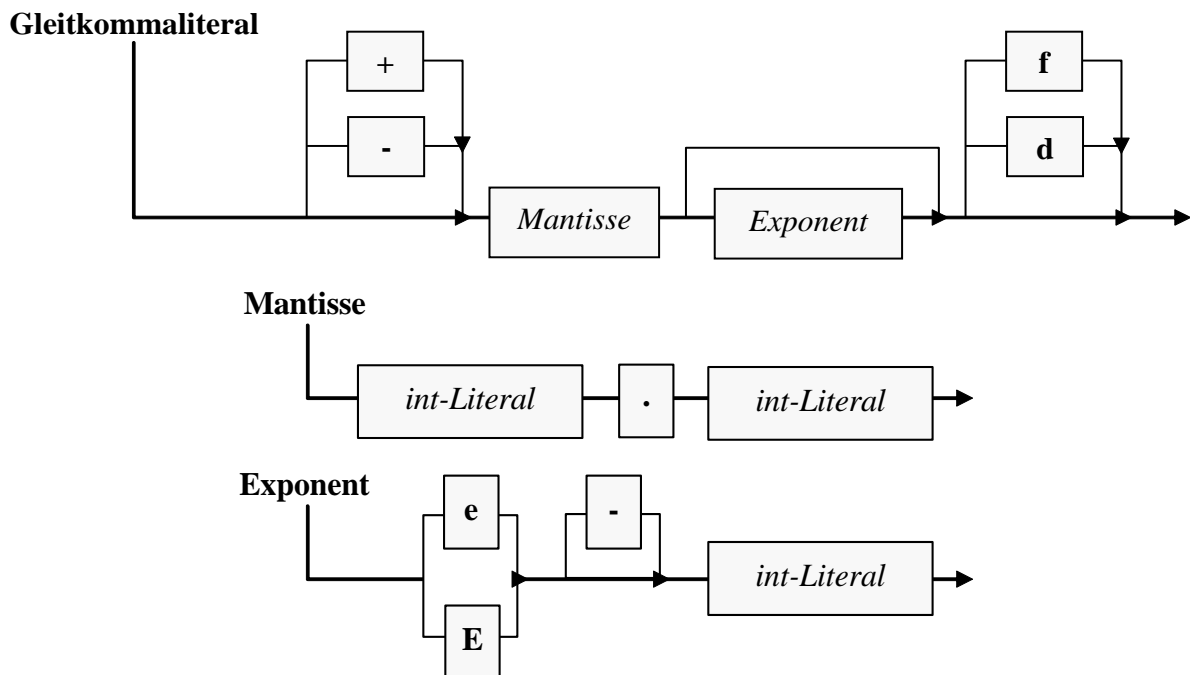 Gleitkommaliteral
+ f
- d
Mantisse Exponent
Mantisse
int-Literal . int-Literal
Exponent
e -
int-Literal
E